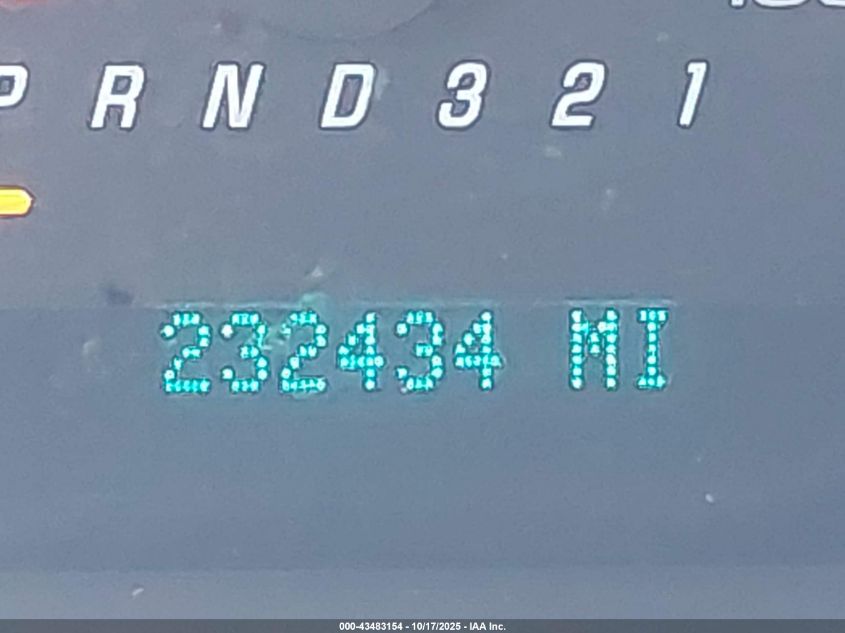 P R N D 3 2 1
232434 MI
000-43483154 - 10/17/2025 - IAA Inc.